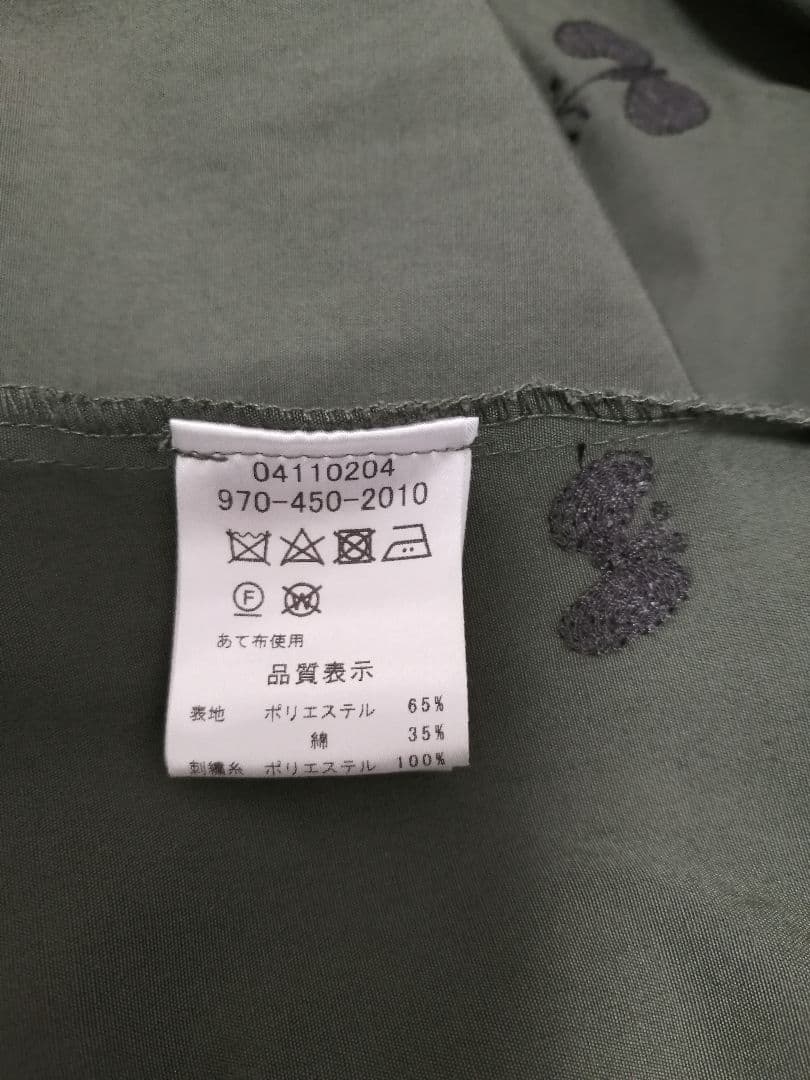 04110204
970-450-2010
F W
あて布使用
品質表示
表地 ポリエステル 65%
綿 35%
刺繍糸 ポリエステル 100%